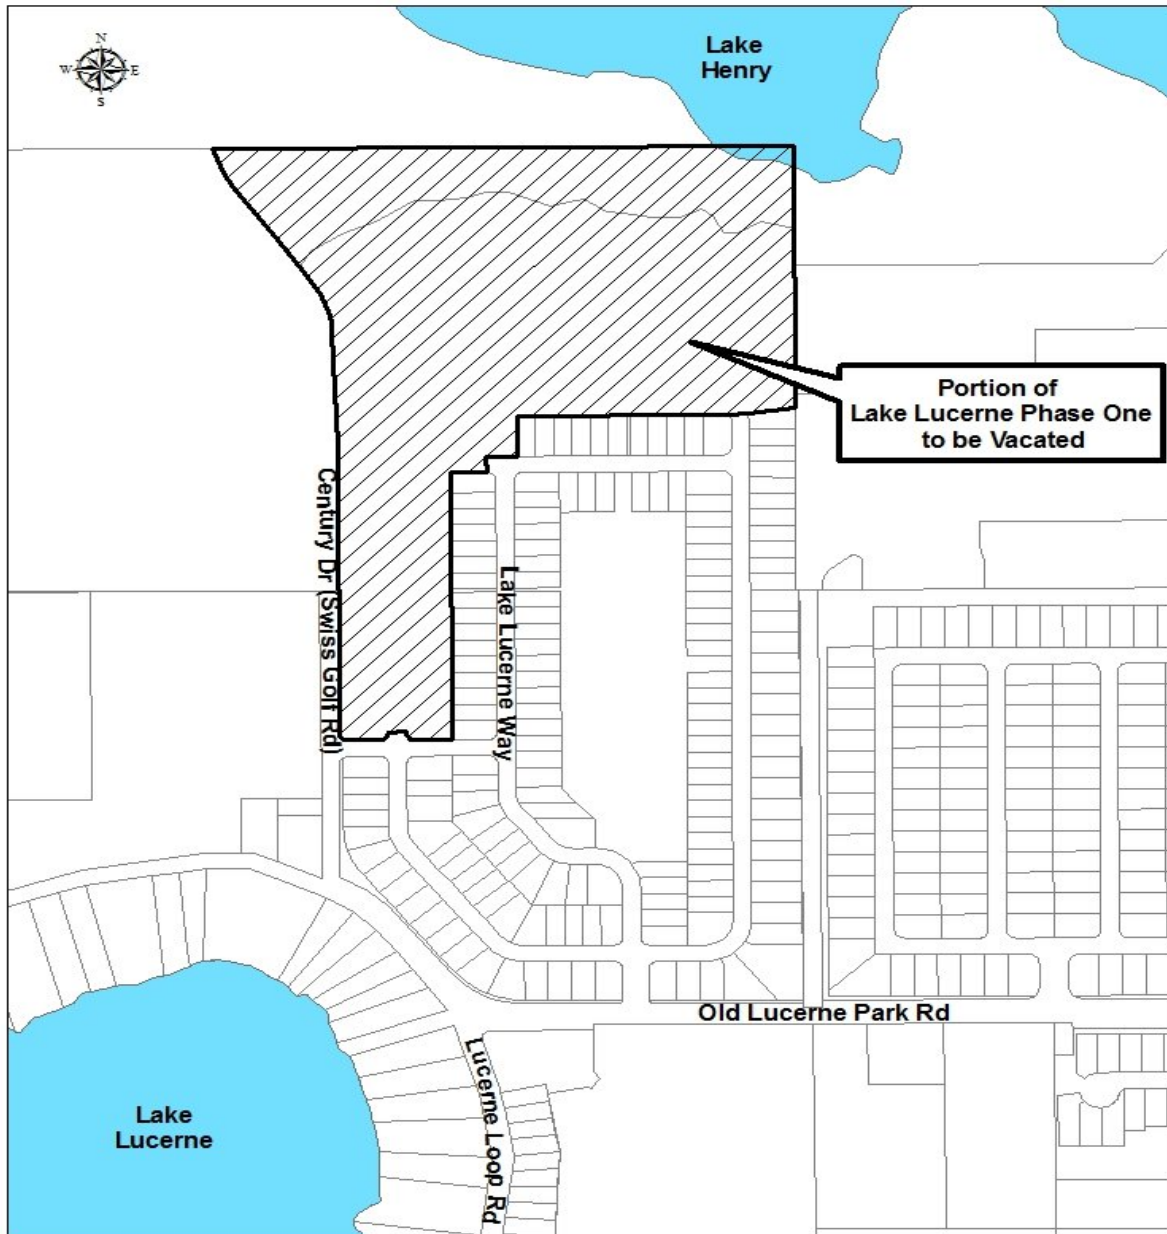 Lake
Henry
N
W E
S
Portion of
Lake Lucerne Phase One
to be Vacated
Century Dr (Swiss Golf Rd)
Lake Lucerne Way
Old Lucerne Park Rd
Lucerne Loop Rd
Lake
Lucerne